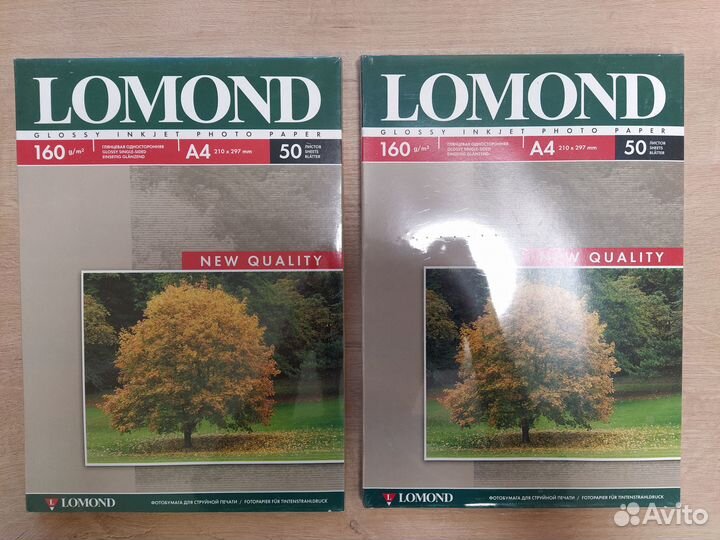 LOMOND
GLOSSY INKJET PHOTO PAPER
160 g/m² ГЛЯНЦЕВАЯ ОДНОСТОРОННЯЯ A4 210 x 297 mm 50 ЛИСТОВ
GLOSSY SINGLE-SIDED SHEETS
EINSEITIG GLÄNZEND BLÄTTER
NEW QUALITY
L LOMOND ФОТОБУМАГА ДЛЯ СТРУЙНОЙ ПЕЧАТИ / FOTOPAPIER FÜR TINTENSTRAHLDRUCK
LOMOND
GLOSSY INKJET PHOTO PAPER
160 g/m² ГЛЯНЦЕВАЯ ОДНОСТОРОННЯЯ A4 210 x 297 mm 50 ЛИСТОВ
GLOSSY SINGLE-SIDED SHEETS
EINSEITIG GLÄNZEND BLÄTTER
NEW QUALITY
L LOMOND ФОТОБУМАГА ДЛЯ СТРУЙНОЙ ПЕЧАТИ / FOTOPAPIER FÜR TINTENSTRAHLDRUCK
Avito